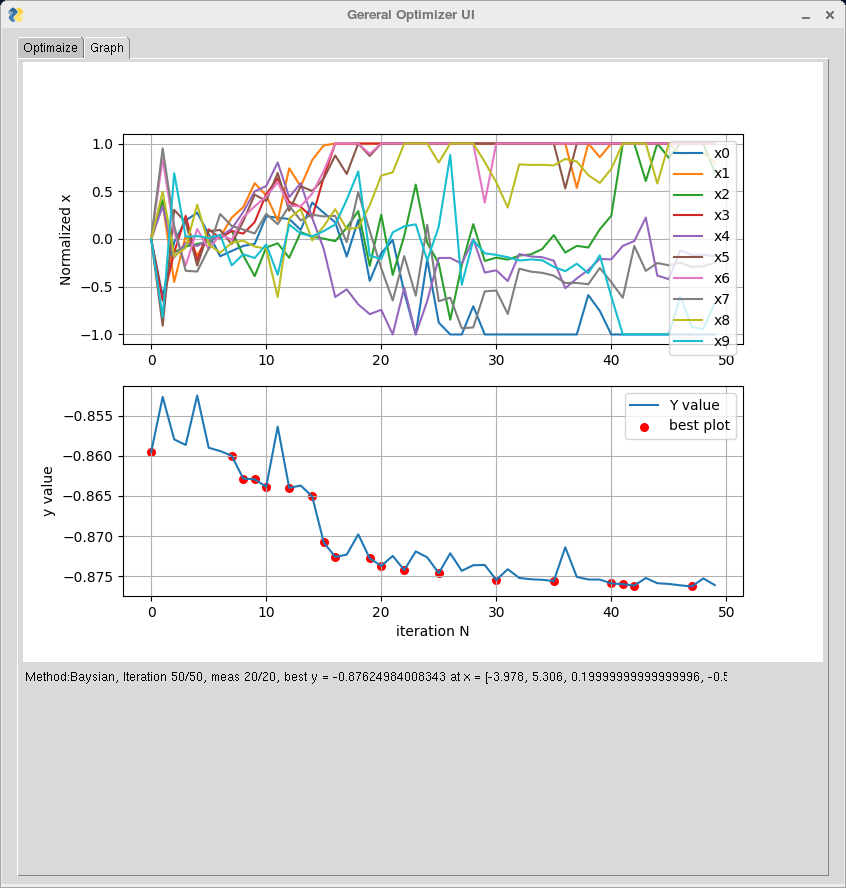 Gereral Optimizer UI
Optimaize
Graph
Normalized x
1.0
0.5
0.0
−0.5
−1.0
0 10 20 30 40 50
x0
x1
x2
x3
x4
x5
x6
x7
x8
x9
y value
−0.855
−0.860
−0.865
−0.870
−0.875
0 10 20 30 40 50
iteration N
Y value
best plot
Method:Baysian, Iteration 50/50, meas 20/20, best y = -0.87624984008343 at x = [-3.978, 5.306, 0.19999999999999996, -0.5